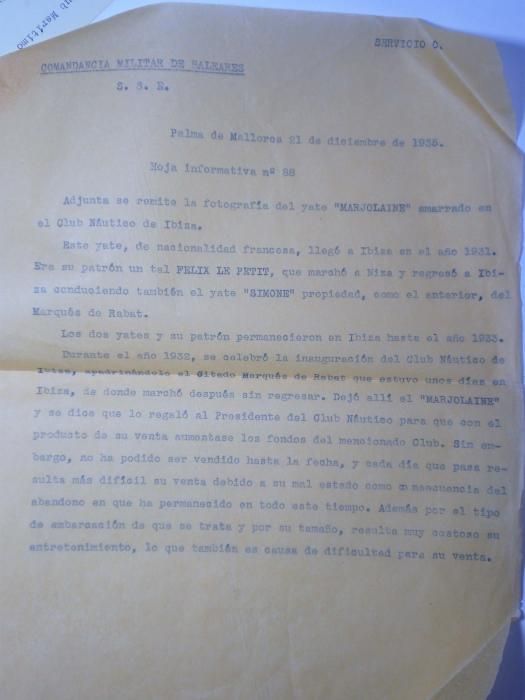 ub Maritimo
SERVICIO O.
COMANDANCIA MILITAR DE BALEARES
S. S. E.
Palma de Mallorca 21 de diciembre de 1935.
Hoja informativa nº 88
Adjunta se remite la fotografía del yate "MARJOLAINE" amarrado en
el Club Náutico de Ibiza.
Este yate, de nacionalidad francesa, llegó a Ibiza en el año 1931.
Era su patrón un tal FELIX LE PETIT, que marchó a Niza y regresó a Ibi-
za conduciendo también el yate "SIMONE" propiedad, como el anterior, del
Marqués de Rabat.
Los dos yates y su patrón permanecieron en Ibiza hasta el año 1933.
Durante el año 1932, se celebró la inauguración del Club Náutico de
Ibiza, apadrinándolo el citado Marqués de Rabat que estuvo unos días en
Ibiza, de donde marchó después sin regresar. Dejó allí el "MARJOLAINE"
y se dice que lo regaló al Presidente del Club Náutico para que con el
producto de su venta aumentase los fondos del mencionado Club. Sin em-
bargo, no ha podido ser vendido hasta la fecha, y cada día que pasa re-
sulta más difícil su venta debido a su mal estado como consecuencia del
abandono en que ha permanecido en todo este tiempo. Además por el tipo
de embarcación de que se trata y por su tamaño, resulta muy costoso su
entretenimiento, lo que también es causa de dificultad para su venta.